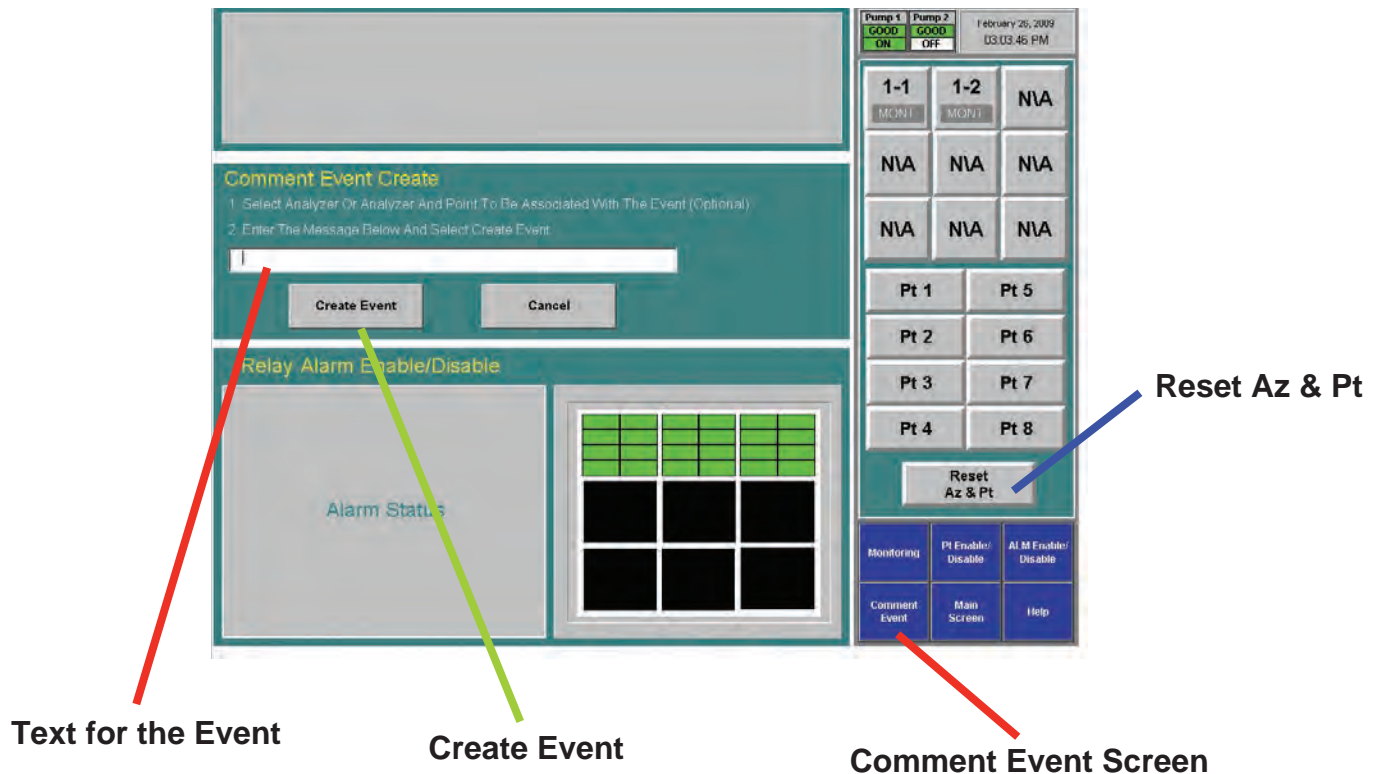 Pump 1 Pump 2
GOOD GOOD
ON OFF
February 26, 2009
03:03:46 PM
1-1 1-2 N\A
MONT MONT
N\A N\A N\A
N\A N\A N\A
Comment Event Create
1. Select Analyzer Or Analyzer And Point To Be Associated With The Event (Optional)
2. Enter The Message Below And Select Create Event
Create Event Cancel
Relay Alarm Enable/Disable
Alarm Status
Pt 1 Pt 5
Pt 2 Pt 6
Pt 3 Pt 7
Pt 4 Pt 8
Reset
Az & Pt
Monitoring
Pt Enable/
Disable
ALM Enable/
Disable
Comment
Event
Main
Screen
Help
Reset Az & Pt
Text for the Event
Create Event
Comment Event Screen